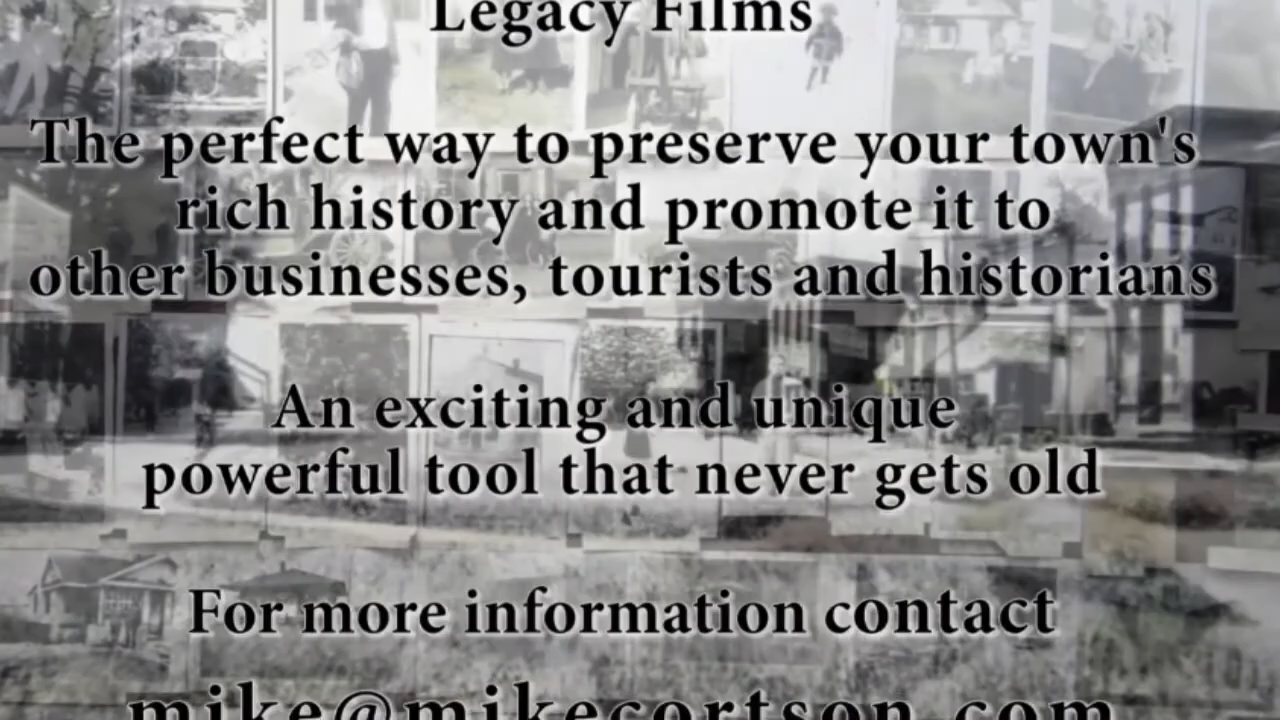 Legacy Films
The perfect way to preserve your town's
rich history and promote it to
other businesses, tourists and historians
An exciting and unique
powerful tool that never gets old
For more information contact
mike@mikecortson.com